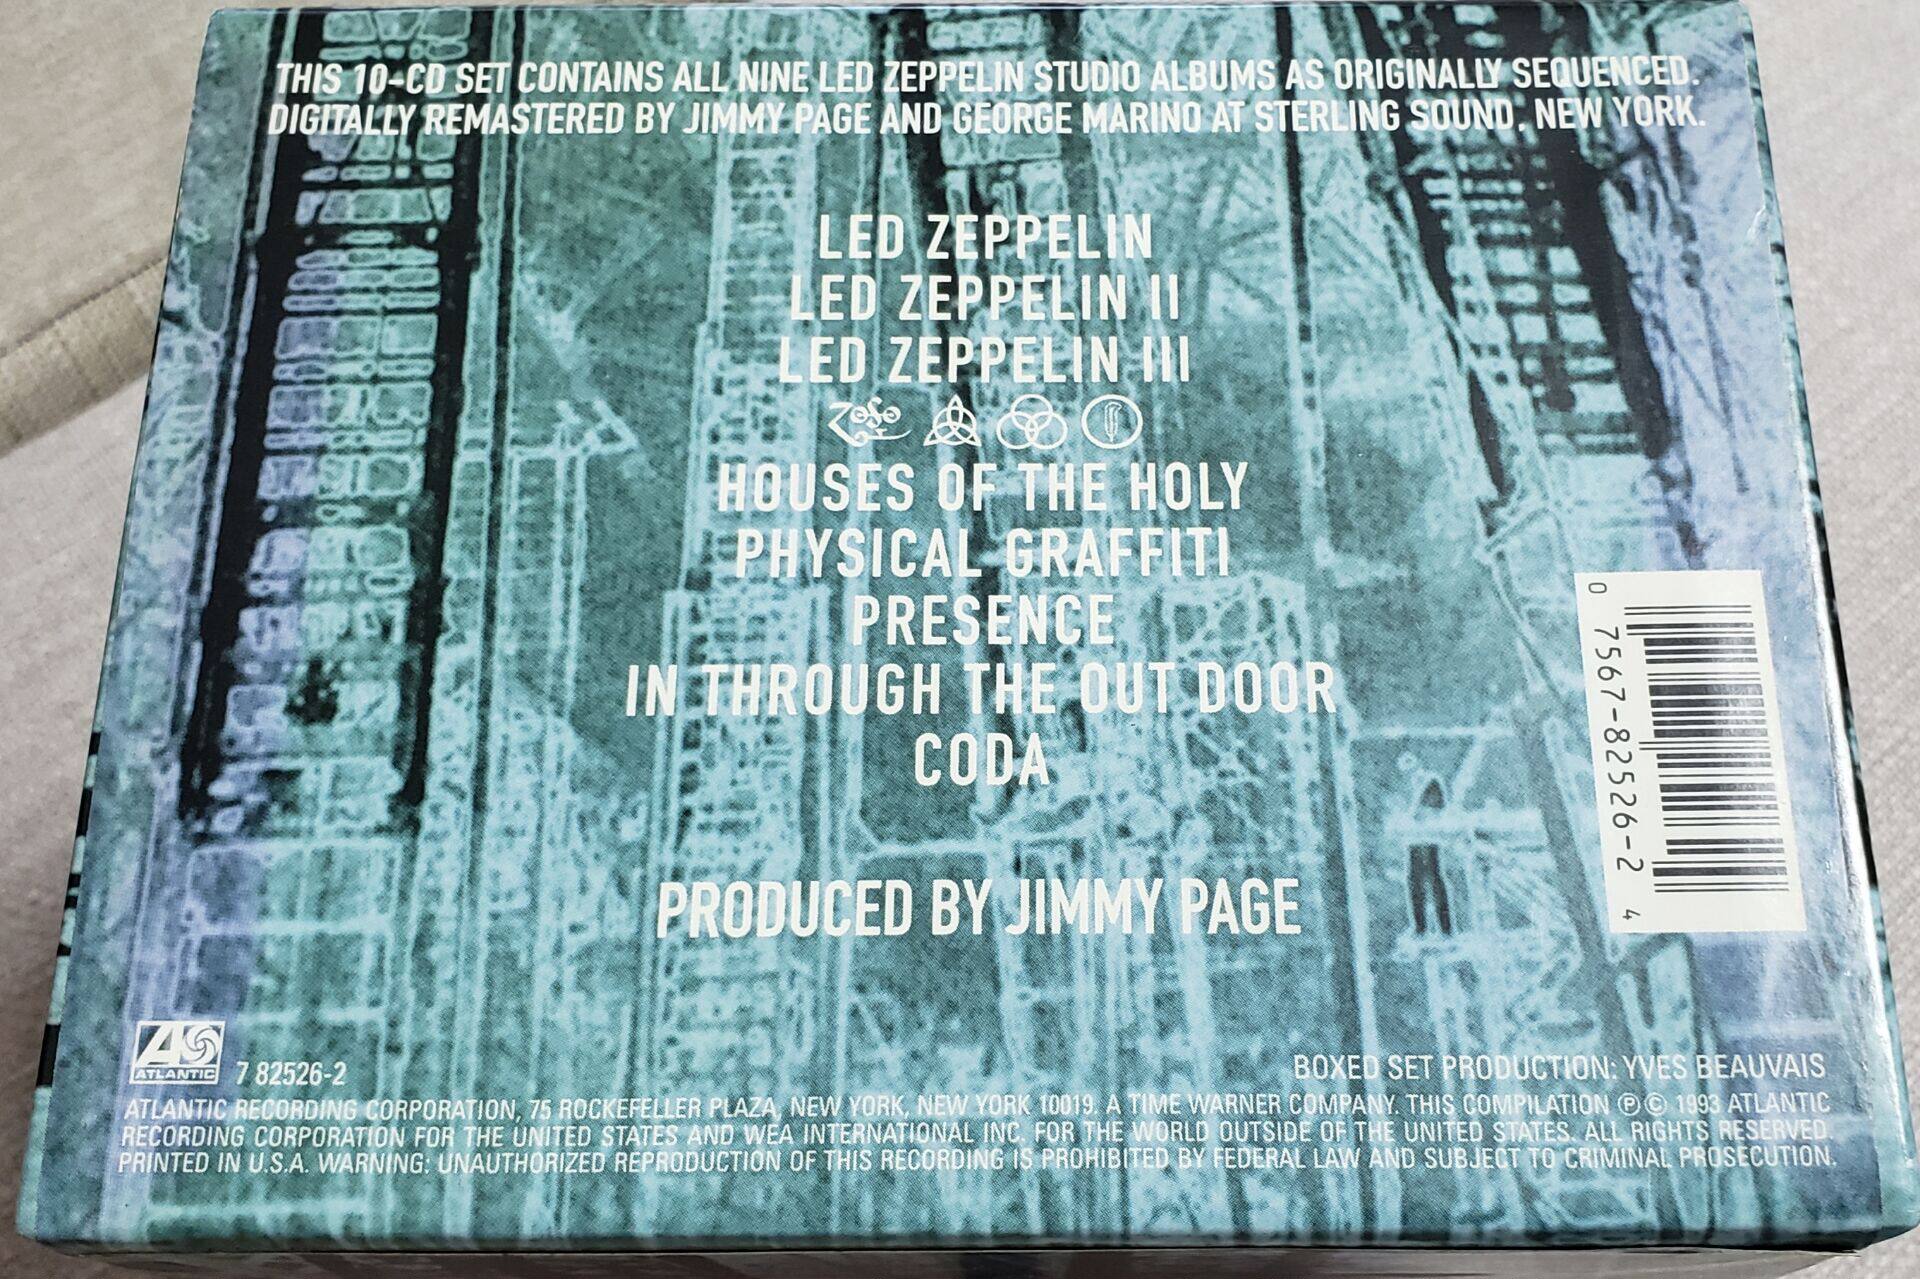 THIS 10-CD SET CONTAINS ALL NINE LED ZEPPELIN STUDIO ALBUMS AS ORIGINALLY SEQUENCED.
DIGITALLY REMASTERED BY JIMMY PAGE AND GEORGE MARINO AT STERLING SOUND, NEW YORK.
LED ZEPPELIN
LED ZEPPELIN II
LED ZEPPELIN III
ZoSo
HOUSES OF THE HOLY
PHYSICAL GRAFFITI
PRESENCE
IN THROUGH THE OUT DOOR
CODA
0 7567-82526-2 4
PRODUCED BY JIMMY PAGE
ATLANTIC
7 82526-2
BOXED SET PRODUCTION: YVES BEAUVAIS
ATLANTIC RECORDING CORPORATION, 75 ROCKEFELLER PLAZA, NEW YORK, NEW YORK 10019. A TIME WARNER COMPANY. THIS COMPILATION ℗ © 1993 ATLANTIC
RECORDING CORPORATION FOR THE UNITED STATES AND WEA INTERNATIONAL INC. FOR THE WORLD OUTSIDE OF THE UNITED STATES. ALL RIGHTS RESERVED.
PRINTED IN U.S.A. WARNING: UNAUTHORIZED REPRODUCTION OF THIS RECORDING IS PROHIBITED BY FEDERAL LAW AND SUBJECT TO CRIMINAL PROSECUTION.